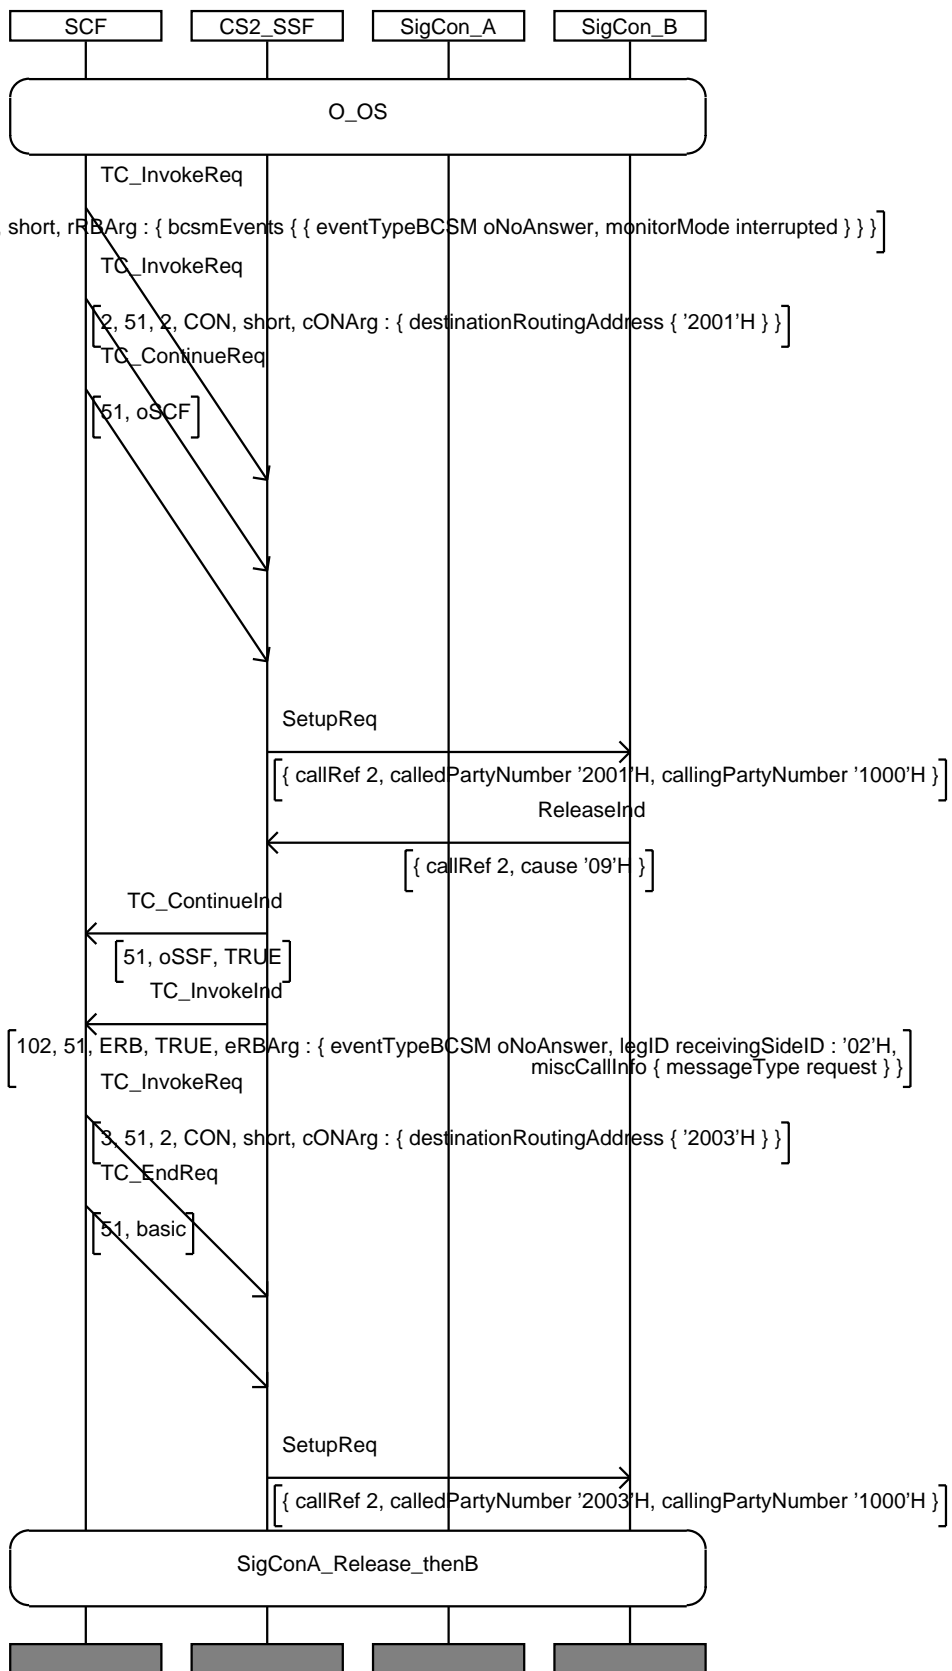 SCF CS2_SSF SigCon_A SigCon_B
O_OS
TC_InvokeReq
, short, rRBArg : { bcsmEvents { { eventTypeBCSM oNoAnswer, monitorMode interrupted } } }
TC_InvokeReq
2, 51, 2, CON, short, cONArg : { destinationRoutingAddress { '2001'H } }
TC_ContinueReq
51, oSCF
SetupReq
{ callRef 2, calledPartyNumber '2001'H, callingPartyNumber '1000'H }
ReleaseInd
{ callRef 2, cause '09'H }
TC_ContinueInd
51, oSSF, TRUE
TC_InvokeInd
102, 51, ERB, TRUE, eRBArg : { eventTypeBCSM oNoAnswer, legID receivingSideID : '02'H,
miscCallInfo { messageType request } }
TC_InvokeReq
3, 51, 2, CON, short, cONArg : { destinationRoutingAddress { '2003'H } }
TC_EndReq
51, basic
SetupReq
{ callRef 2, calledPartyNumber '2003'H, callingPartyNumber '1000'H }
SigConA_Release_thenB